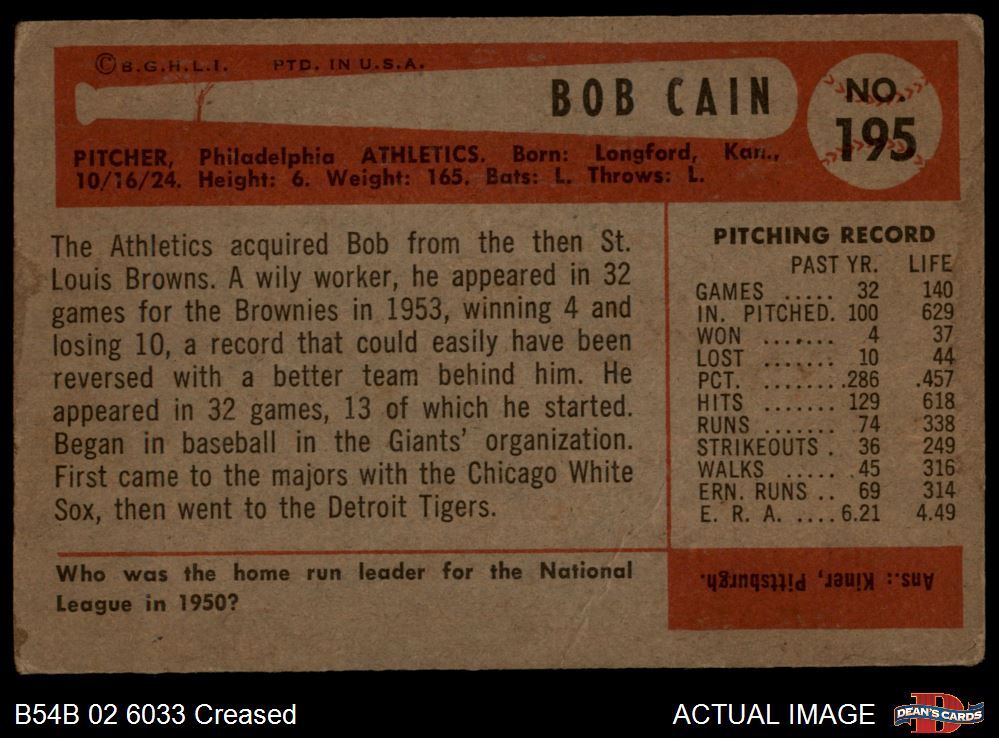 ©B.G.H.L.I. PTD. IN U.S.A.
BOB CAIN
NO.
195
PITCHER, Philadelphia ATHLETICS. Born: Longford, Kan.,
10/16/24. Height: 6. Weight: 165. Bats: L. Throws: L.
The Athletics acquired Bob from the then St.
Louis Browns. A wily worker, he appeared in 32
games for the Brownies in 1953, winning 4 and
losing 10, a record that could easily have been
reversed with a better team behind him. He
appeared in 32 games, 13 of which he started.
Began in baseball in the Giants' organization.
First came to the majors with the Chicago White
Sox, then went to the Detroit Tigers.
PITCHING RECORD
PAST YR. LIFE
GAMES ..... 32 140
IN. PITCHED. 100 629
WON ....... 4 37
LOST ....... 10 44
PCT. ........ .286 .457
HITS ....... 129 618
RUNS ....... 74 338
STRIKEOUTS . 36 249
WALKS ..... 45 316
ERN. RUNS .. 69 314
E. R. A. .... 6.21 4.49
Who was the home run leader for the National
League in 1950?
Ans.: Kiner, Pittsburgh.
B54B 02 6033 Creased
ACTUAL IMAGE
D
DEAN'S CARDS